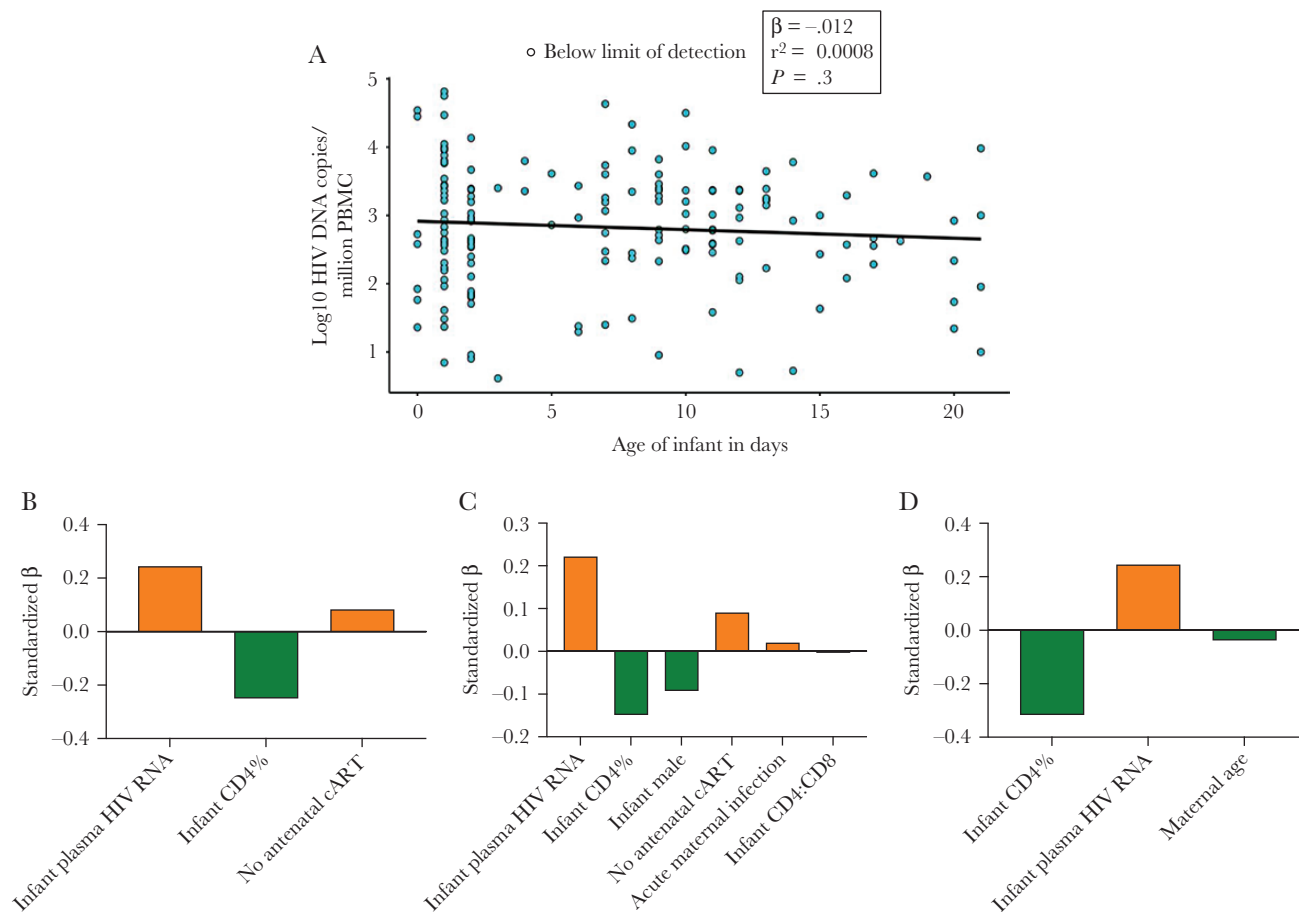 A
Below limit of detection
β = –.012
r² = 0.0008
P = .3
Log10 HIV DNA copies/
million PBMC
5
4
3
2
1
0 5 10 15 20
Age of infant in days
B
Standardized β
0.4
0.2
0.0
–0.2
–0.4
Infant plasma HIV RNA
Infant CD4%
No antenatal cART
C
Standardized β
0.3
0.2
0.1
0.0
–0.1
–0.2
Infant plasma HIV RNA
Infant CD4%
Infant male
No antenatal cART
Acute maternal infection
Infant CD4:CD8
D
Standardized β
0.4
0.2
0.0
–0.2
–0.4
Infant CD4%
Infant plasma HIV RNA
Maternal age